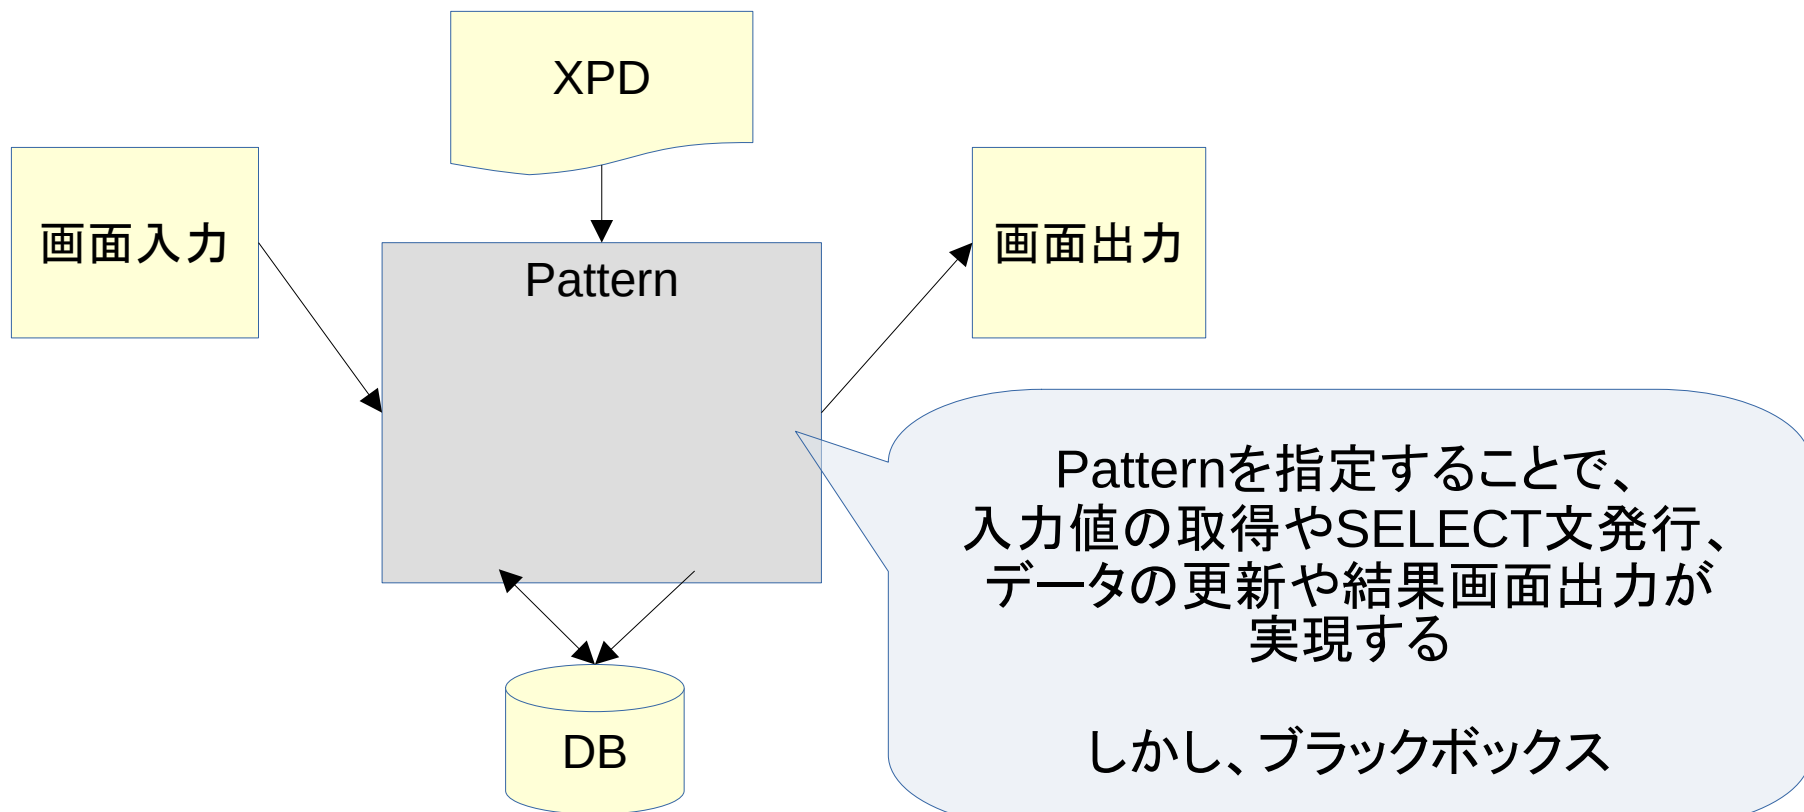 XPD
画面入力
画面出力
Pattern
Patternを指定することで、
入力値の取得やSELECT文発行、
データの更新や結果画面出力が
実現する
しかし、ブラックボックス
DB